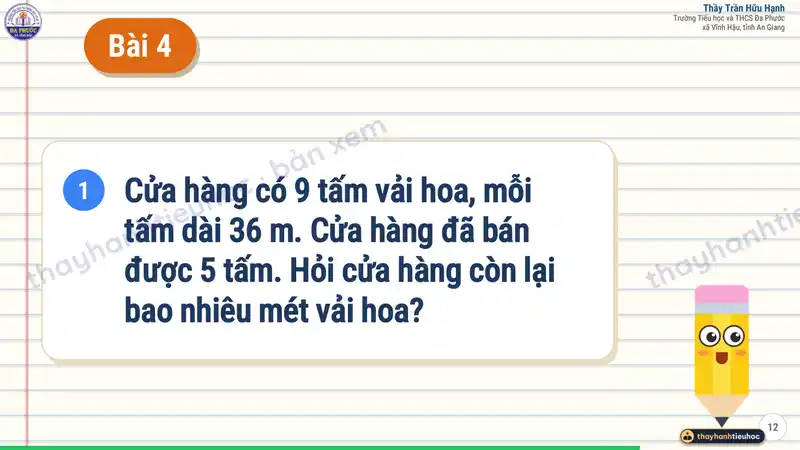 Thầy Trần Hữu Hạnh
Trường Tiểu học và THCS Đa Phước
xã Vĩnh Hậu, tỉnh An Giang
ĐA PHƯỚC
Bài 4
1
Cửa hàng có 9 tấm vải hoa, mỗi
tấm dài 36 m. Cửa hàng đã bán
được 5 tấm. Hỏi cửa hàng còn lại
bao nhiêu mét vải hoa?
thayhanhtieuhoc
12